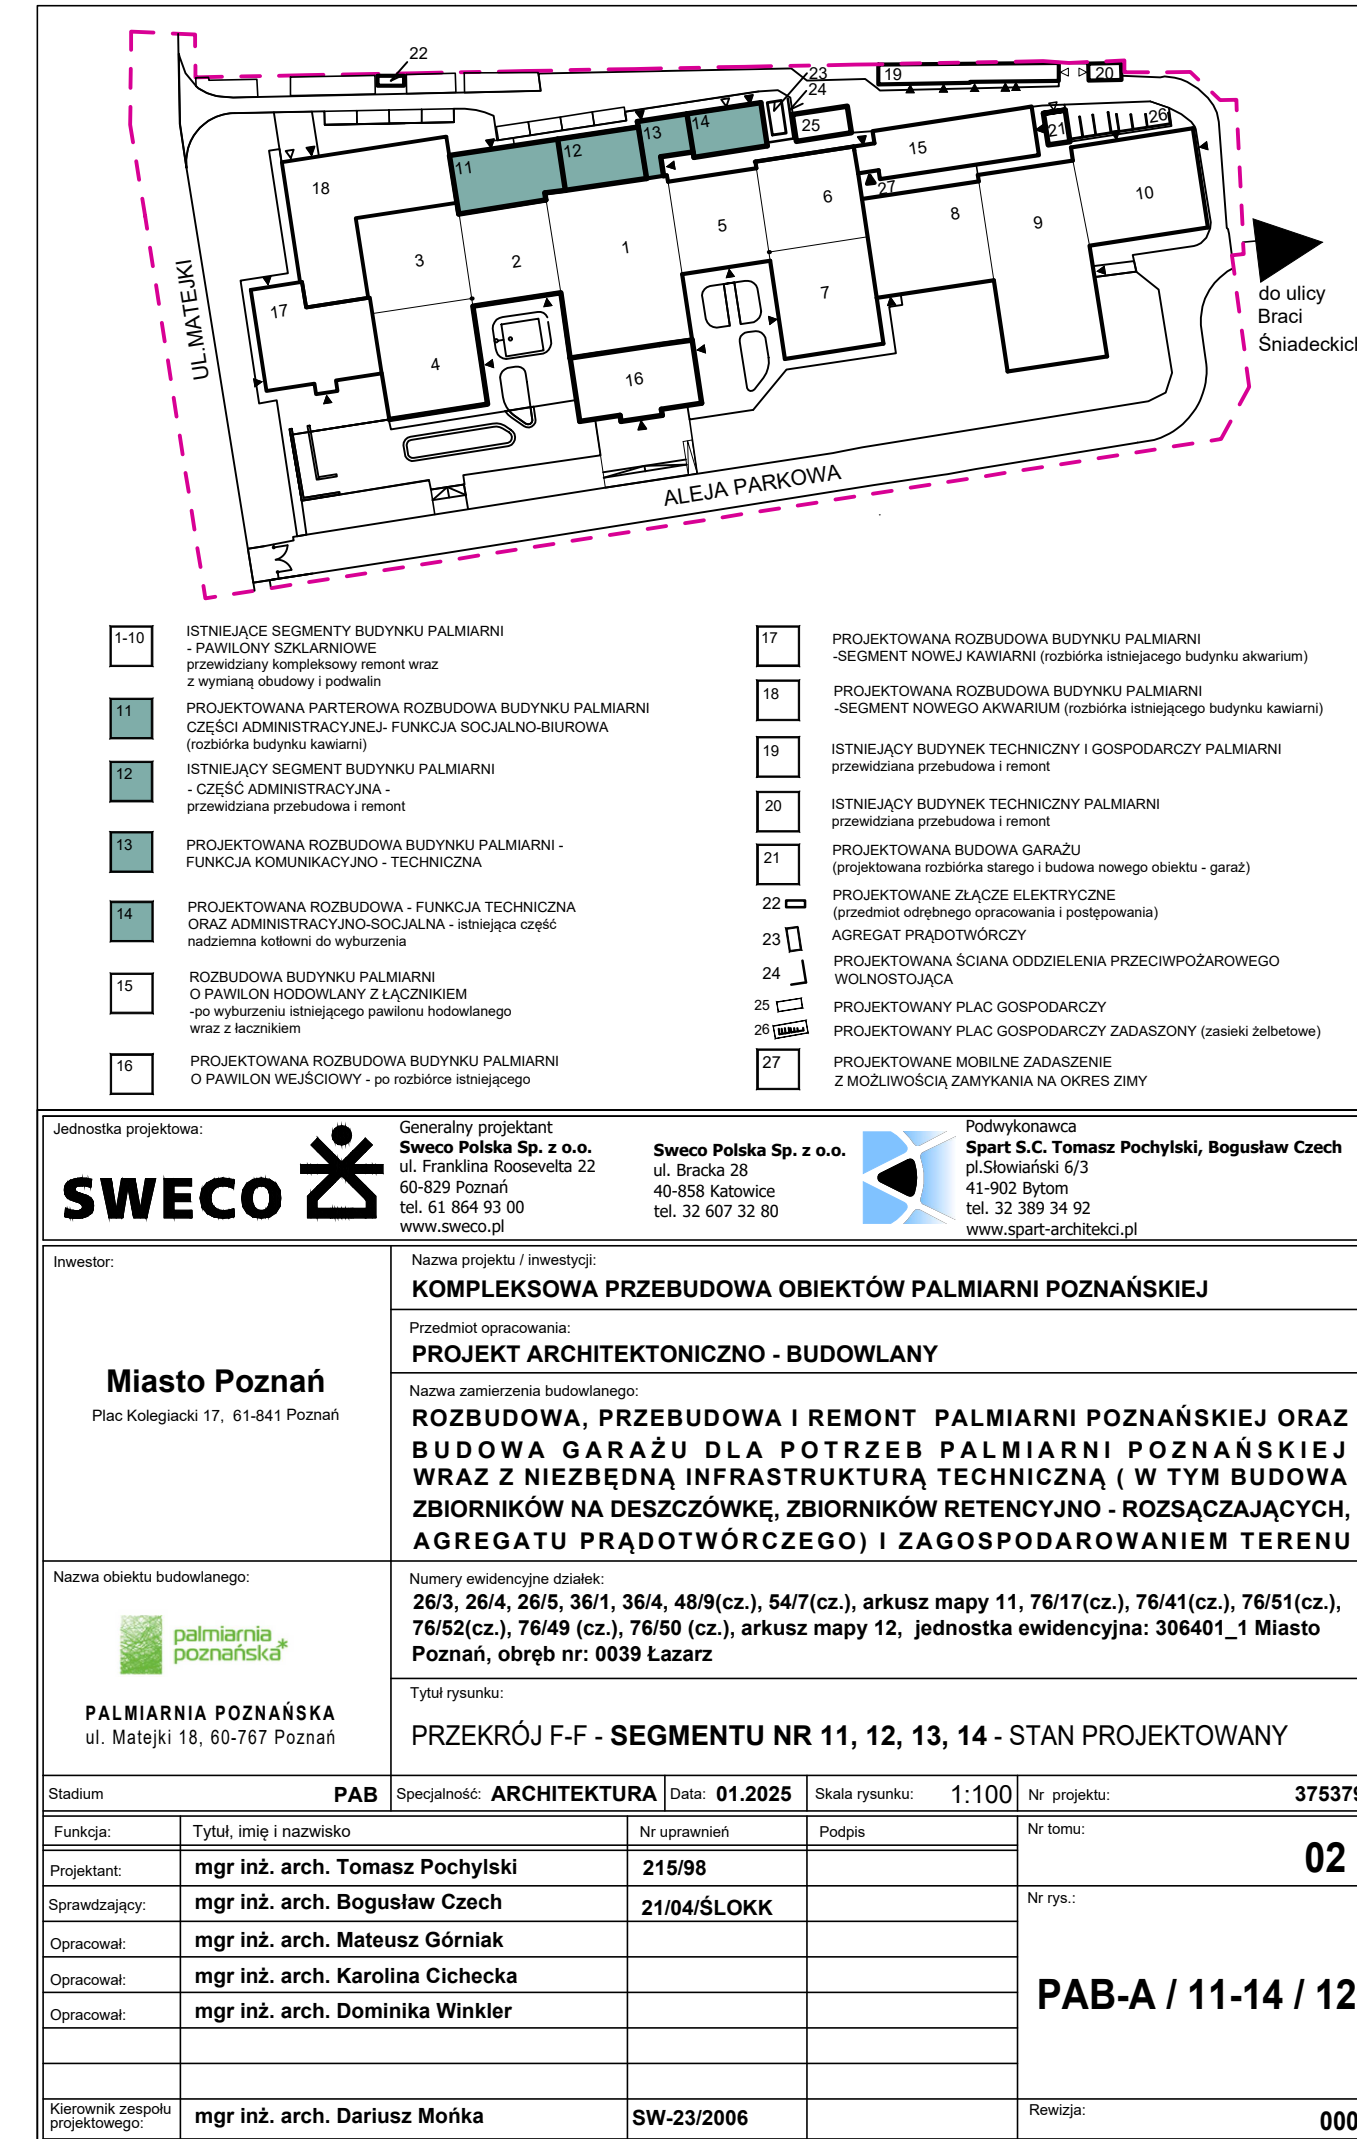 22
23
24
19
20
25
26
21
14
13
12
11
15
18
27
10
6
8
9
5
1
2
3
7
17
4
16
UL.MATEJKI
ALEJA PARKOWA
do ulicy
Braci
1-10
ISTNIEJĄCE SEGMENTY BUDYNKU PALMIARNI
- PAWILONY SZKLARNIOWE
przewidziany kompleksowy remont wraz
z wymianą obudowy i podwalin
11
PROJEKTOWANA PARTEROWA ROZBUDOWA BUDYNKU PALMIARNI
CZĘŚCI ADMINISTRACYJNEJ- FUNKCJA SOCJALNO-BIUROWA
(rozbiórka budynku kawiarni)
12
ISTNIEJĄCY SEGMENT BUDYNKU PALMIARNI
- CZĘŚĆ ADMINISTRACYJNA -
przewidziana przebudowa i remont
13
PROJEKTOWANA ROZBUDOWA BUDYNKU PALMIARNI -
FUNKCJA KOMUNIKACYJNO - TECHNICZNA
14
PROJEKTOWANA ROZBUDOWA - FUNKCJA TECHNICZNA
ORAZ ADMINISTRACYJNO-SOCJALNA - istniejąca część
nadziemna kotłowni do wyburzenia
15
ROZBUDOWA BUDYNKU PALMIARNI
O PAWILON HODOWLANY Z ŁĄCZNIKIEM
-po wyburzeniu istniejącego pawilonu hodowlanego
wraz z łacznikiem
16
PROJEKTOWANA ROZBUDOWA BUDYNKU PALMIARNI
O PAWILON WEJŚCIOWY - po rozbiórce istniejącego
17
PROJEKTOWANA ROZBUDOWA BUDYNKU PALMIARNI
-SEGMENT NOWEJ KAWIARNI (rozbiórka istniejacego budynku akwarium)
18
PROJEKTOWANA ROZBUDOWA BUDYNKU PALMIARNI
-SEGMENT NOWEGO AKWARIUM (rozbiórka istniejącego budynku kawiarni)
19
ISTNIEJĄCY BUDYNEK TECHNICZNY I GOSPODARCZY PALMIARNI
przewidziana przebudowa i remont
20
ISTNIEJĄCY BUDYNEK TECHNICZNY PALMIARNI
przewidziana przebudowa i remont
21
PROJEKTOWANA BUDOWA GARAŻU
(projektowana rozbiórka starego i budowa nowego obiektu - garaż)
22
PROJEKTOWANE ZŁĄCZE ELEKTRYCZNE
(przedmiot odrębnego opracowania i postępowania)
23
AGREGAT PRĄDOTWÓRCZY
24
PROJEKTOWANA ŚCIANA ODDZIELENIA PRZECIWPOŻAROWEGO
WOLNOSTOJĄCA
25
PROJEKTOWANY PLAC GOSPODARCZY
26
PROJEKTOWANY PLAC GOSPODARCZY ZADASZONY (zasieki żelbetowe)
27
PROJEKTOWANE MOBILNE ZADASZENIE
Z MOŻLIWOŚCIĄ ZAMYKANIA NA OKRES ZIMY
Jednostka projektowa:
SWECO
Generalny projektant
Sweco Polska Sp. z o.o.
ul. Franklina Roosevelta 22
60-829 Poznań
tel. 61 864 93 00
www.sweco.pl
Sweco Polska Sp. z o.o.
ul. Bracka 28
40-858 Katowice
tel. 32 607 32 80
Podwykonawca
Spart S.C. Tomasz Pochylski, Bogusław Czech
pl.Słowiański 6/3
41-902 Bytom
tel. 32 389 34 92
www.spart-architekci.pl
Inwestor:
Miasto Poznań
Plac Kolegiacki 17, 61-841 Poznań
Nazwa projektu / inwestycji:
KOMPLEKSOWA PRZEBUDOWA OBIEKTÓW PALMIARNI POZNAŃSKIEJ
Przedmiot opracowania:
PROJEKT ARCHITEKTONICZNO - BUDOWLANY
Nazwa zamierzenia budowlanego:
ROZBUDOWA, PRZEBUDOWA I REMONT PALMIARNI POZNAŃSKIEJ ORAZ
BUDOWA GARAŻU DLA POTRZEB PALMIARNI POZNAŃSKIEJ
WRAZ Z NIEZBĘDNĄ INFRASTRUKTURĄ TECHNICZNĄ ( W TYM BUDOWA
ZBIORNIKÓW NA DESZCZÓWKĘ, ZBIORNIKÓW RETENCYJNO - ROZSĄCZAJĄCYCH,
AGREGATU PRĄDOTWÓRCZEGO) I ZAGOSPODAROWANIEM TERENU
Nazwa obiektu budowlanego:
palmiarnia
poznańska*
PALMIARNIA POZNAŃSKA
ul. Matejki 18, 60-767 Poznań
Numery ewidencyjne działek:
26/3, 26/4, 26/5, 36/1, 36/4, 48/9(cz.), 54/7(cz.), arkusz mapy 11, 76/17(cz.), 76/41(cz.), 76/51(cz.),
76/52(cz.), 76/49 (cz.), 76/50 (cz.), arkusz mapy 12, jednostka ewidencyjna: 306401_1 Miasto
Poznań, obręb nr: 0039 Łazarz
Tytuł rysunku:
PRZEKRÓJ F-F - SEGMENTU NR 11, 12, 13, 14 - STAN PROJEKTOWANY
Stadium PAB Specjalność: ARCHITEKTURA Data: 01.2025 Skala rysunku: 1:100 Nr projektu: 375379
Funkcja: Tytuł, imię i nazwisko Nr uprawnień Podpis
Nr tomu:
02
Projektant: mgr inż. arch. Tomasz Pochylski 215/98
Sprawdzający: mgr inż. arch. Bogusław Czech 21/04/ŚLOKK
Nr rys.:
Opracował: mgr inż. arch. Mateusz Górniak
Opracował: mgr inż. arch. Karolina Cichecka
Opracował: mgr inż. arch. Dominika Winkler
PAB-A / 11-14 / 12
Kierownik zespołu
projektowego:
mgr inż. arch. Dariusz Mońka SW-23/2006
Rewizja:
000